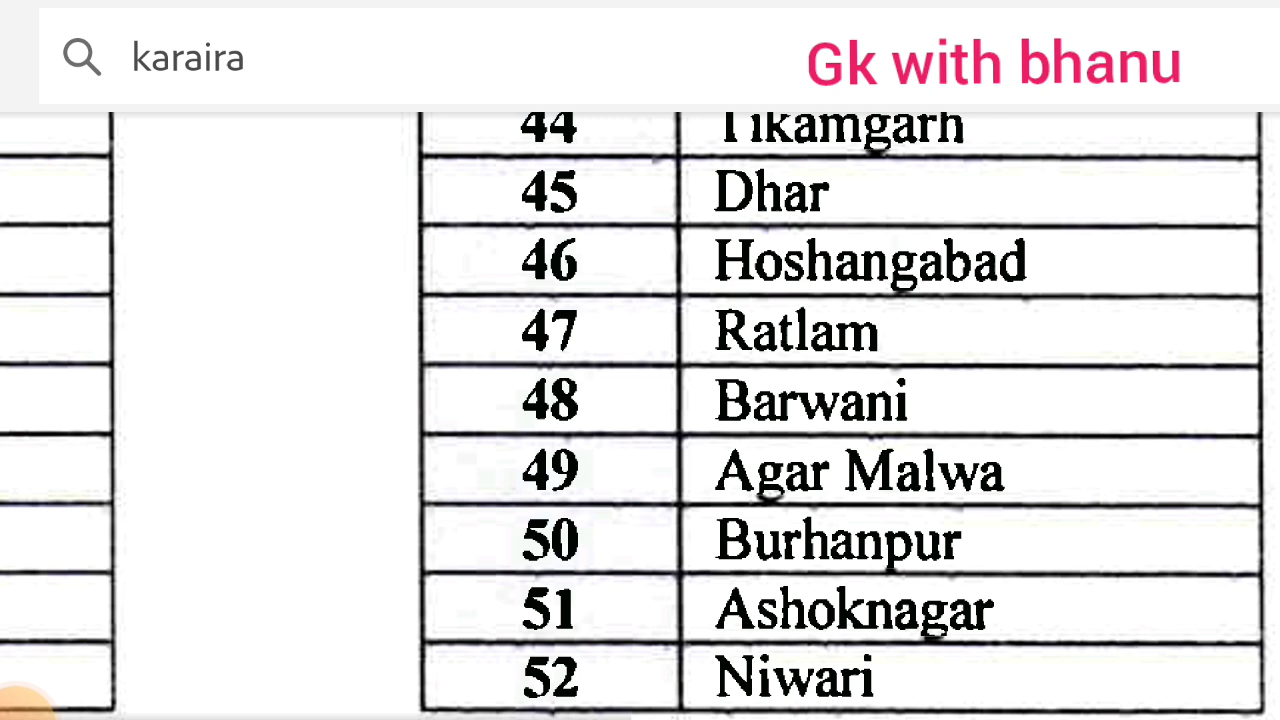 karaira
Gk with bhanu
44 Tikamgarh
45 Dhar
46 Hoshangabad
47 Ratlam
48 Barwani
49 Agar Malwa
50 Burhanpur
51 Ashoknagar
52 Niwari